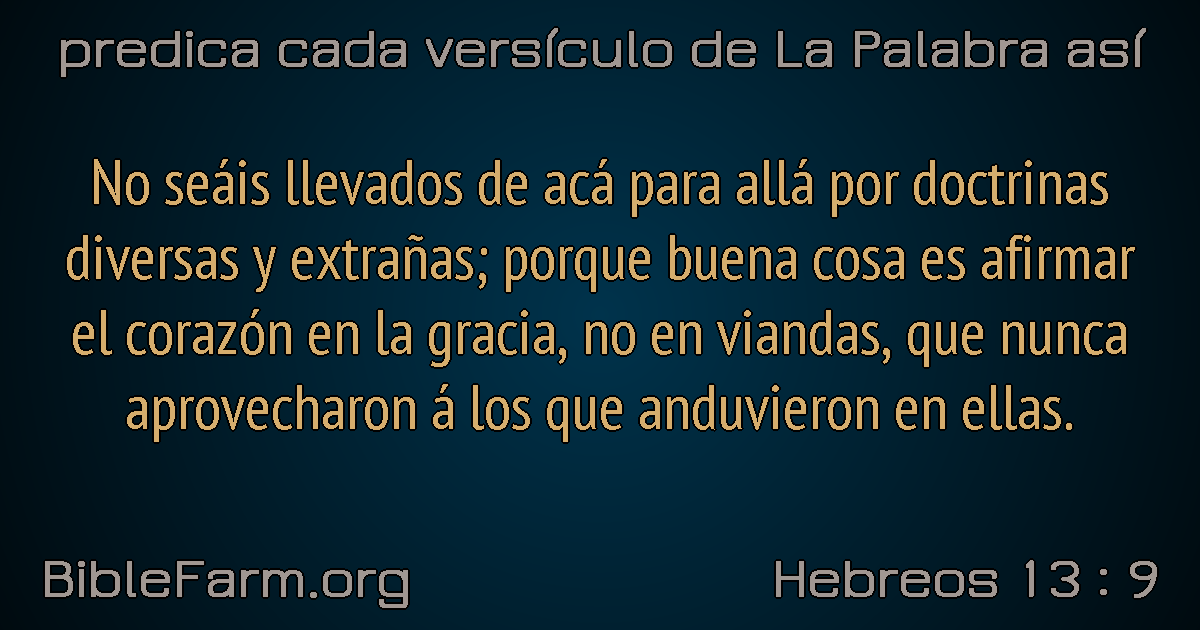 predica cada versículo de La Palabra así
No seáis llevados de acá para allá por doctrinas
diversas y extrañas; porque buena cosa es afirmar
el corazón en la gracia, no en viandas, que nunca
aprovecharon á los que anduvieron en ellas.
BibleFarm.org
Hebreos 13 : 9